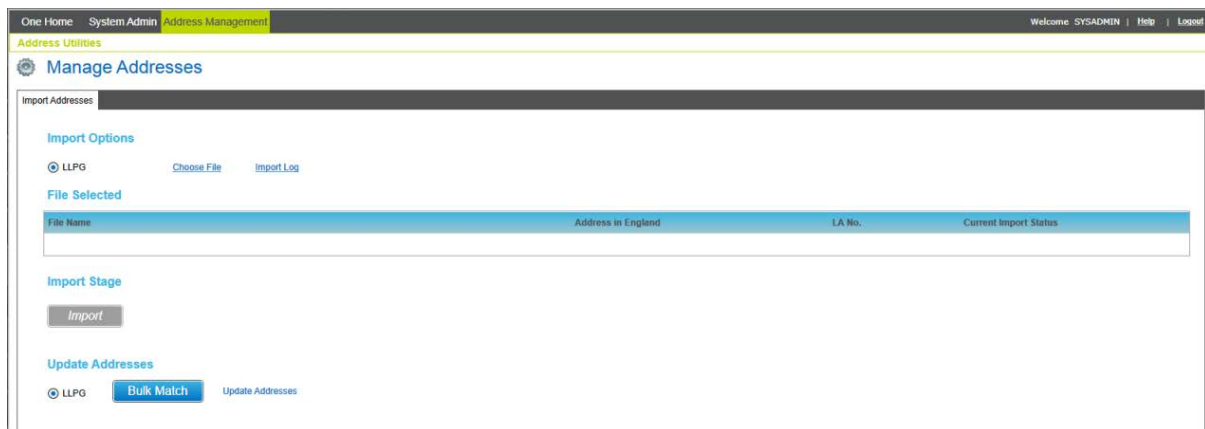 One Home System Admin Address Management Welcome SYSADMIN | Help | Logout
Address Utilities
Manage Addresses
Import Addresses
Import Options
LLPG Choose File Import Log
File Selected
File Name Address in England LA No. Current Import Status
Import Stage
Import
Update Addresses
LLPG Bulk Match Update Addresses